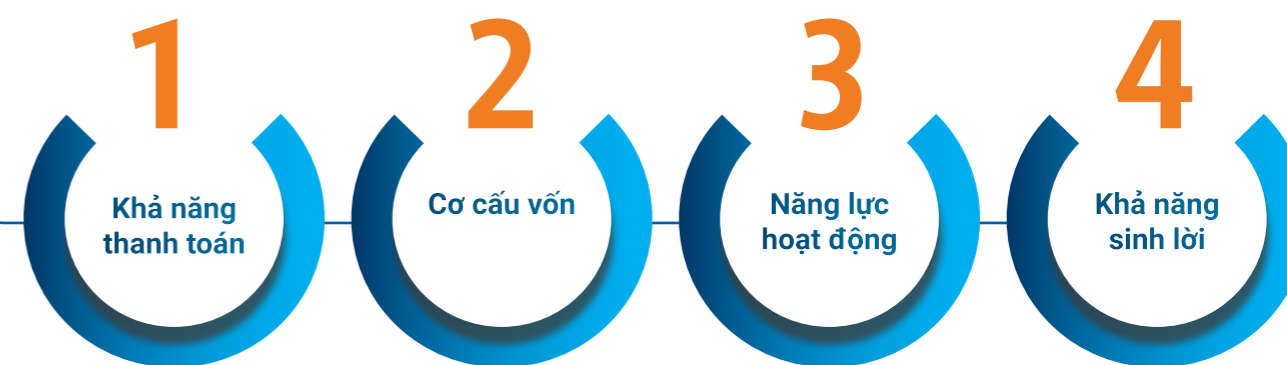 1
Khả năng
thanh toán
2
Cơ cấu vốn
3
Năng lực
hoạt động
4
Khả năng
sinh lời